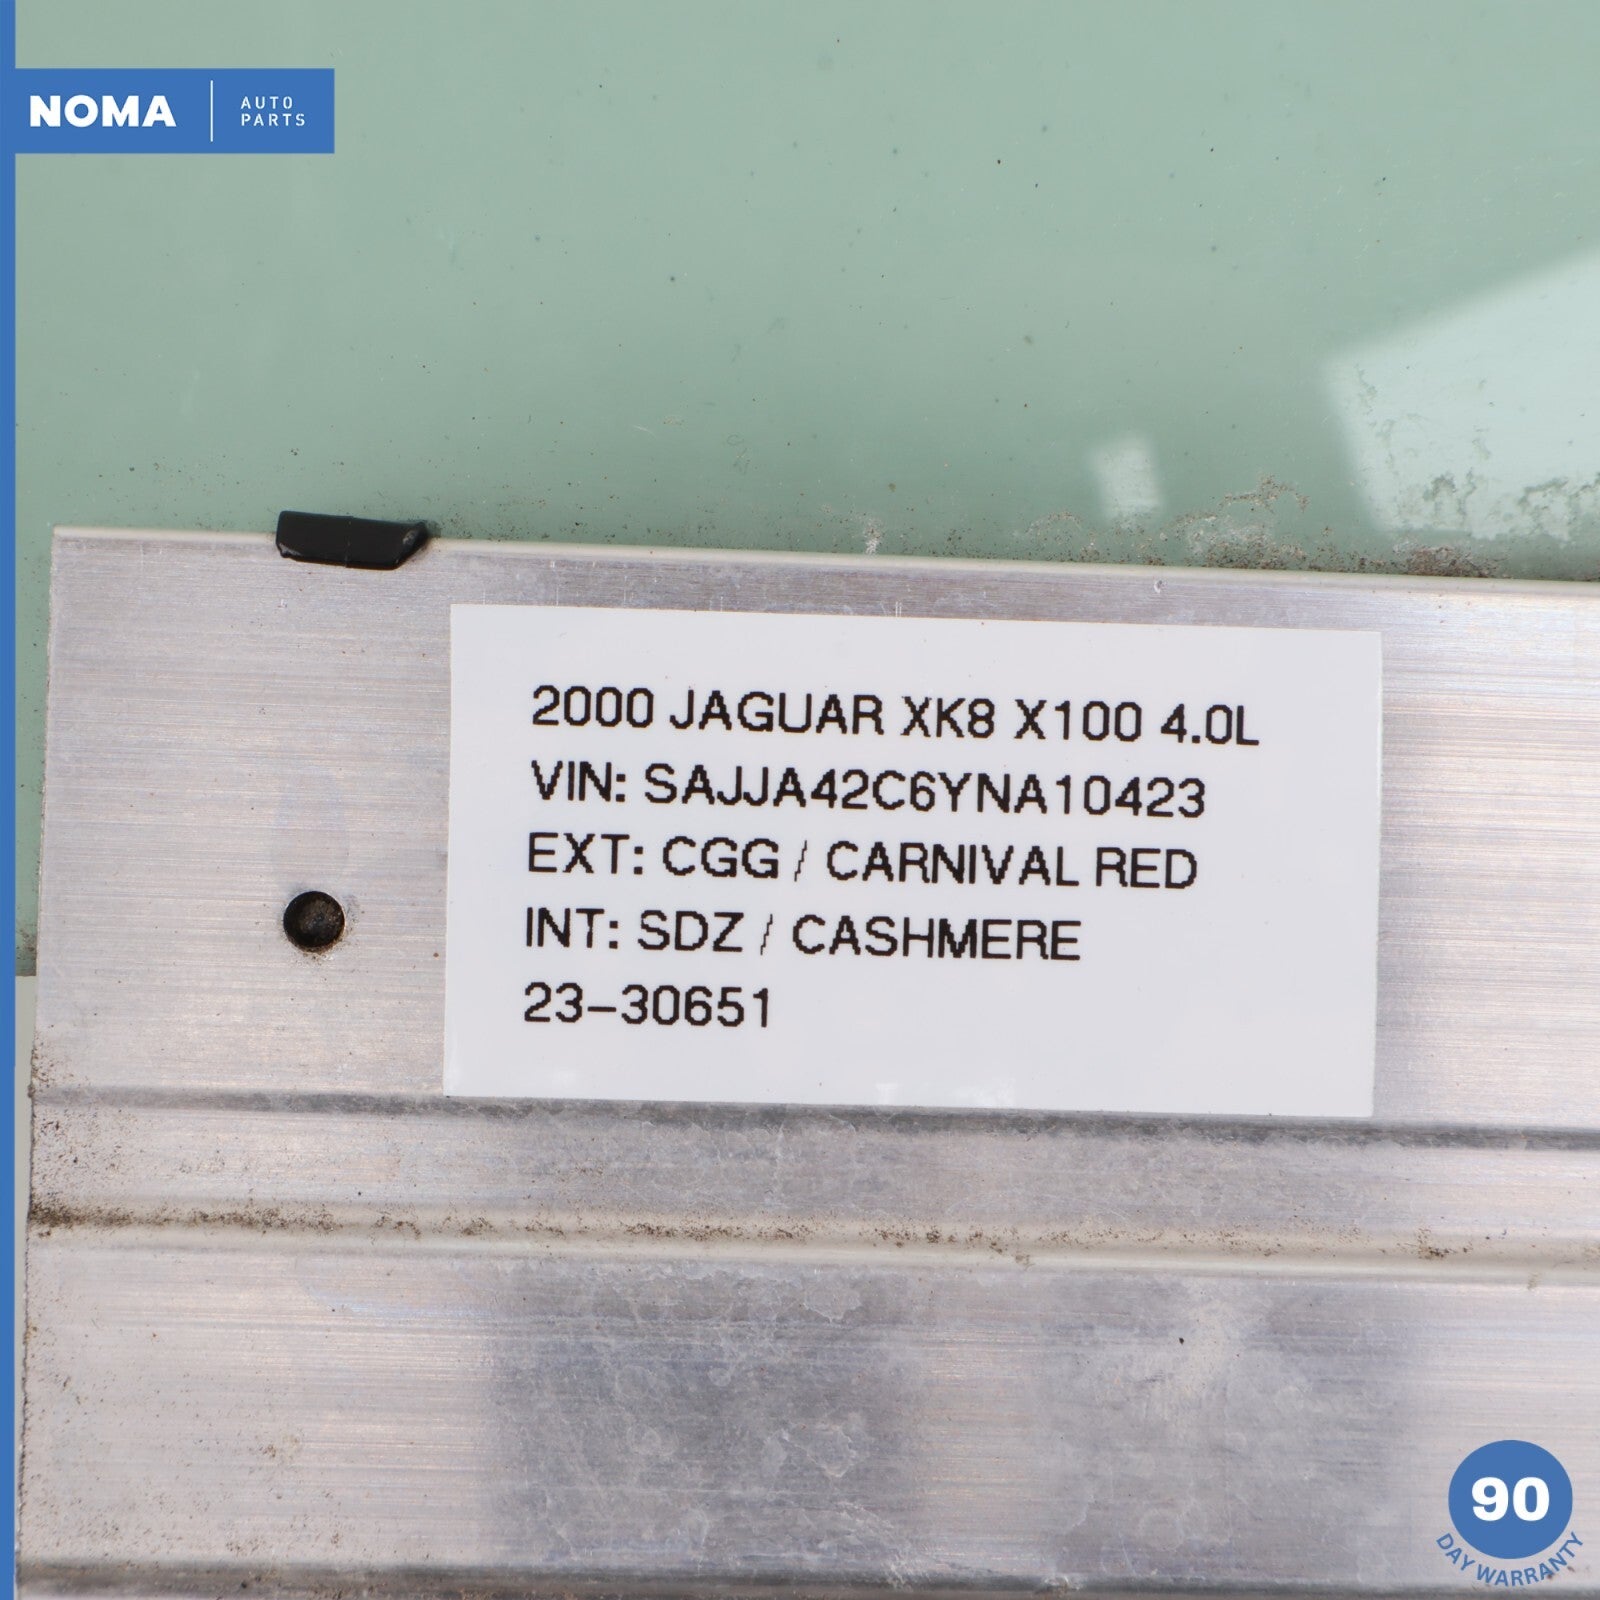 NOMA
AUTO
PARTS
2000 JAGUAR XK8 X100 4.0L
VIN: SAJJA42C6YNA10423
EXT: CGG / CARNIVAL RED
INT: SDZ / CASHMERE
23-30651
90
DAY WARRANTY